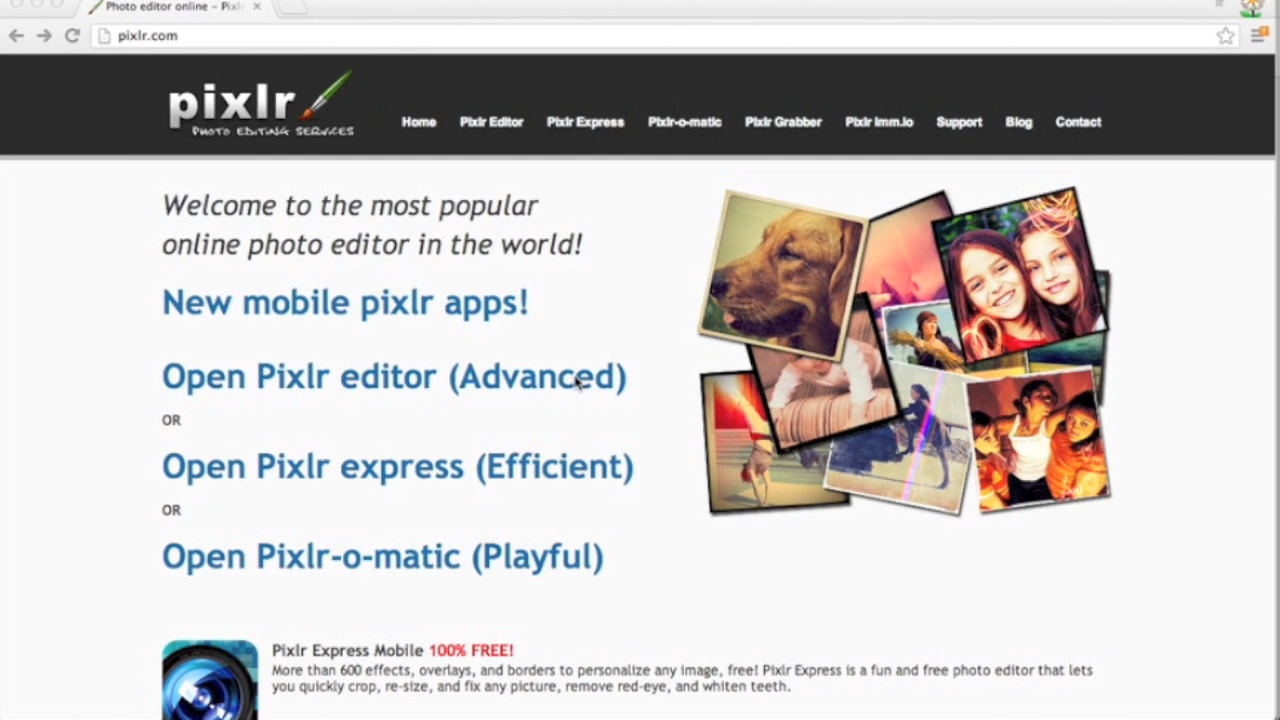 Photo editor online - Pixlr
pixlr.com
pixlr
PHOTO EDITING SERVICES
Home Pixlr Editor Pixlr Express Pixlr-o-matic Pixlr Grabber Pixlr Imm.io Support Blog Contact
Welcome to the most popular
online photo editor in the world!
New mobile pixlr apps!
Open Pixlr editor (Advanced)
OR
Open Pixlr express (Efficient)
OR
Open Pixlr-o-matic (Playful)
Pixlr Express Mobile 100% FREE!
More than 600 effects, overlays, and borders to personalize any image, free! Pixlr Express is a fun and free photo editor that lets
you quickly crop, re-size, and fix any picture, remove red-eye, and whiten teeth.